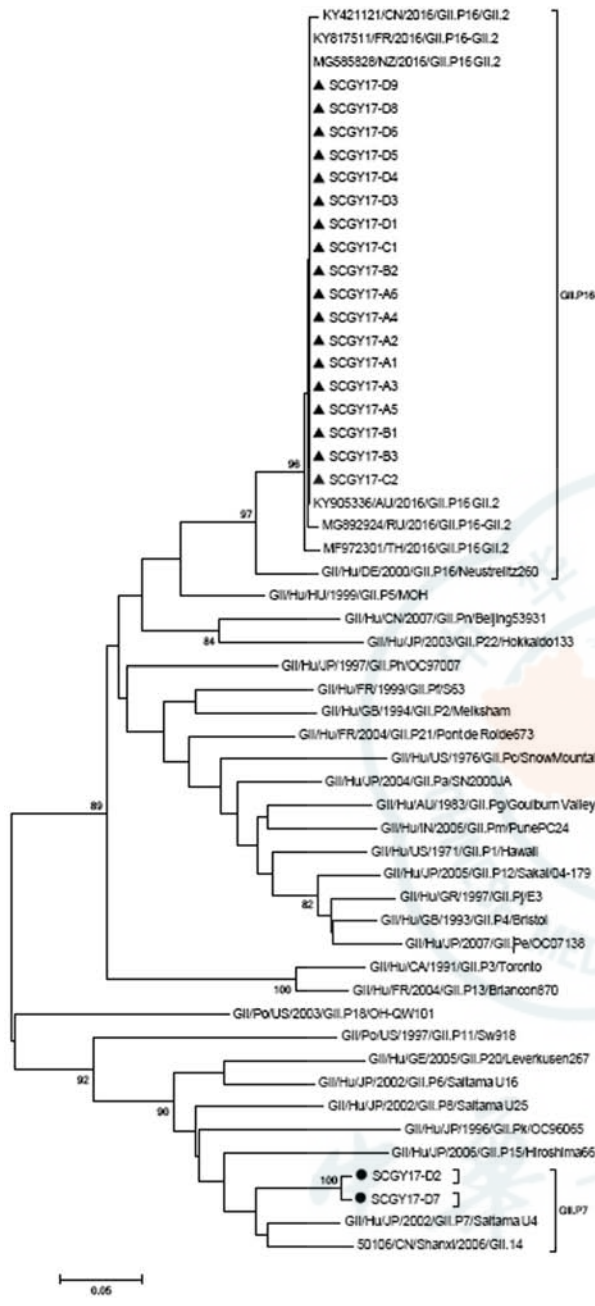 KY421121/CN/2016/GII.P16/GII.2
KY817511/FR/2016/GII.P16-GII.2
MG585828/NZ/2016/GII.P16 GII.2
▲ SCGY17-D9
▲ SCGY17-D8
▲ SCGY17-D6
▲ SCGY17-D5
▲ SCGY17-D4
▲ SCGY17-D3
▲ SCGY17-D1
▲ SCGY17-C1
▲ SCGY17-B2
▲ SCGY17-A6
▲ SCGY17-A4
▲ SCGY17-A2
▲ SCGY17-A1
▲ SCGY17-A3
▲ SCGY17-A5
▲ SCGY17-B1
▲ SCGY17-B3
▲ SCGY17-C2
KY905336/AU/2016/GII.P16 GII.2
MG892924/RU/2016/GII.P16-GII.2
MF972301/TH/2016/GII.P16 GII.2
GII/Hu/DE/2000/GII.P16/Neustrelitz260
GII.P16
96
97
GII/Hu/HU/1999/GII.P5/MOH
GII/Hu/CN/2007/GII.Pn/Beijing53931
GII/Hu/JP/2003/GII.P22/Hokkaido133
84
GII/Hu/JP/1997/GII.Ph/OC97007
GII/Hu/FR/1999/GII.Pf/S63
GII/Hu/GB/1994/GII.P2/Melksham
GII/Hu/FR/2004/GII.P21/Pont de Roide673
GII/Hu/US/1976/GII.Pc/SnowMountai
GII/Hu/JP/2004/GII.Pa/SN2000JA
GII/Hu/AU/1983/GII.Pg/Goulburn Valley
GII/Hu/IN/2006/GII.Pm/PunePC24
GII/Hu/US/1971/GII.P1/Hawaii
GII/Hu/JP/2005/GII.P12/Sakai/04-179
GII/Hu/GR/1997/GII.Pj/E3
GII/Hu/GB/1993/GII.P4/Bristol
GII/Hu/JP/2007/GII.Pe/OC07138
82
89
GII/Hu/CA/1991/GII.P3/Toronto
GII/Hu/FR/2004/GII.P13/Briancon870
100
GII/Po/US/2003/GII.P18/OH-QW101
GII/Po/US/1997/GII.P11/Sw918
92
GII/Hu/GE/2005/GII.P20/Leverkusen267
GII/Hu/JP/2002/GII.P6/Saitama U16
90
GII/Hu/JP/2002/GII.P8/Saitama U25
GII/Hu/JP/1996/GII.Pk/OC96065
GII/Hu/JP/2006/GII.P15/Hiroshima66
100
● SCGY17-D2
● SCGY17-D7
GII.P7
GII/Hu/JP/2002/GII.P7/Saitama U4
50106/CN/Shanxi/2006/GII.14
0.05